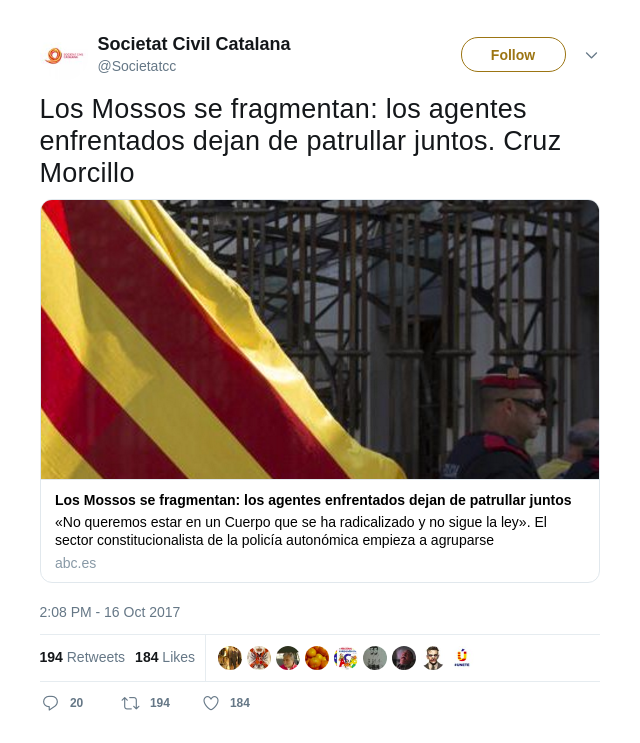 Societat Civil Catalana
@Societatcc
Follow
Los Mossos se fragmentan: los agentes
enfrentados dejan de patrullar juntos. Cruz
Morcillo
Los Mossos se fragmentan: los agentes enfrentados dejan de patrullar juntos
«No queremos estar en un Cuerpo que se ha radicalizado y no sigue la ley». El
sector constitucionalista de la policía autonómica empieza a agruparse
abc.es
2:08 PM - 16 Oct 2017
194 Retweets 184 Likes
20 194 184